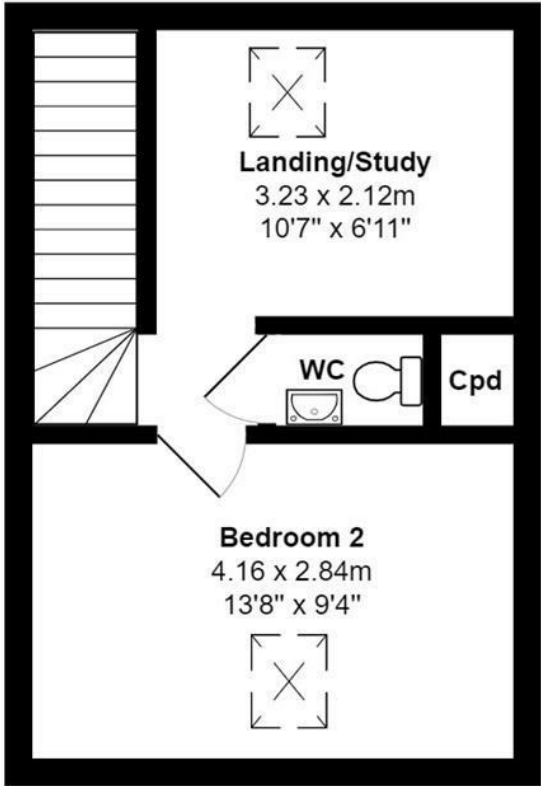 Landing/Study
3.23 x 2.12m
10'7" x 6'11"
WC
Cpd
Bedroom 2
4.16 x 2.84m
13'8" x 9'4"